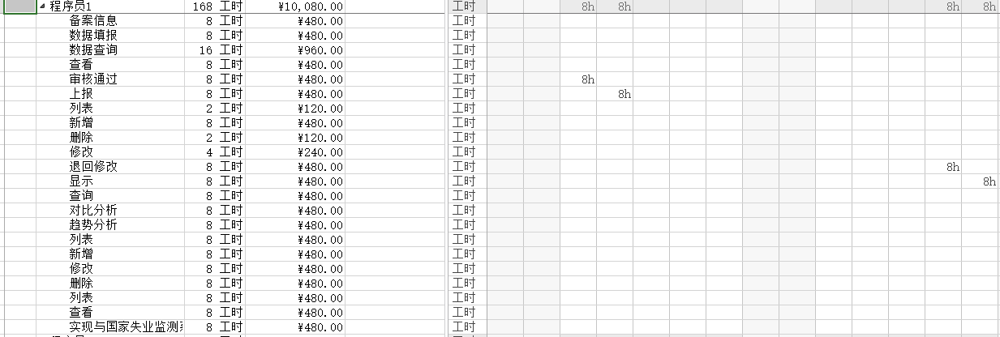 程序员1 168 工时 ¥10,080.00 工时 8h 8h 8h 8h
备案信息 8 工时 ¥480.00 工时
数据填报 8 工时 ¥480.00 工时
数据查询 16 工时 ¥960.00 工时
查看 8 工时 ¥480.00 工时
审核通过 8 工时 ¥480.00 工时 8h
上报 8 工时 ¥480.00 工时 8h
列表 2 工时 ¥120.00 工时
新增 8 工时 ¥480.00 工时
删除 2 工时 ¥120.00 工时
修改 4 工时 ¥240.00 工时
退回修改 8 工时 ¥480.00 工时 8h
显示 8 工时 ¥480.00 工时 8h
查询 8 工时 ¥480.00 工时
对比分析 8 工时 ¥480.00 工时
趋势分析 8 工时 ¥480.00 工时
列表 8 工时 ¥480.00 工时
新增 8 工时 ¥480.00 工时
修改 8 工时 ¥480.00 工时
删除 8 工时 ¥480.00 工时
列表 8 工时 ¥480.00 工时
查看 8 工时 ¥480.00 工时
实现与国家失业监测 8 工时 ¥480.00 工时